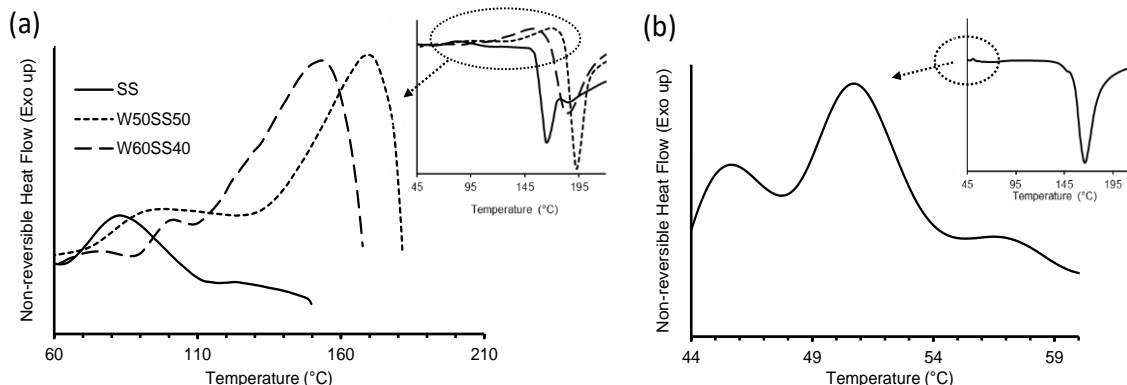 (a)
Non-reversible Heat Flow (Exo up)
SS
W50SS50
W60SS40
60 110 160 210
Temperature (°C)
45 95 145 195
Temperature (°C)
(b)
Non-reversible Heat Flow (Exo up)
44 49 54 59
Temperature (°C)
45 95 145 195
Temperature (°C)